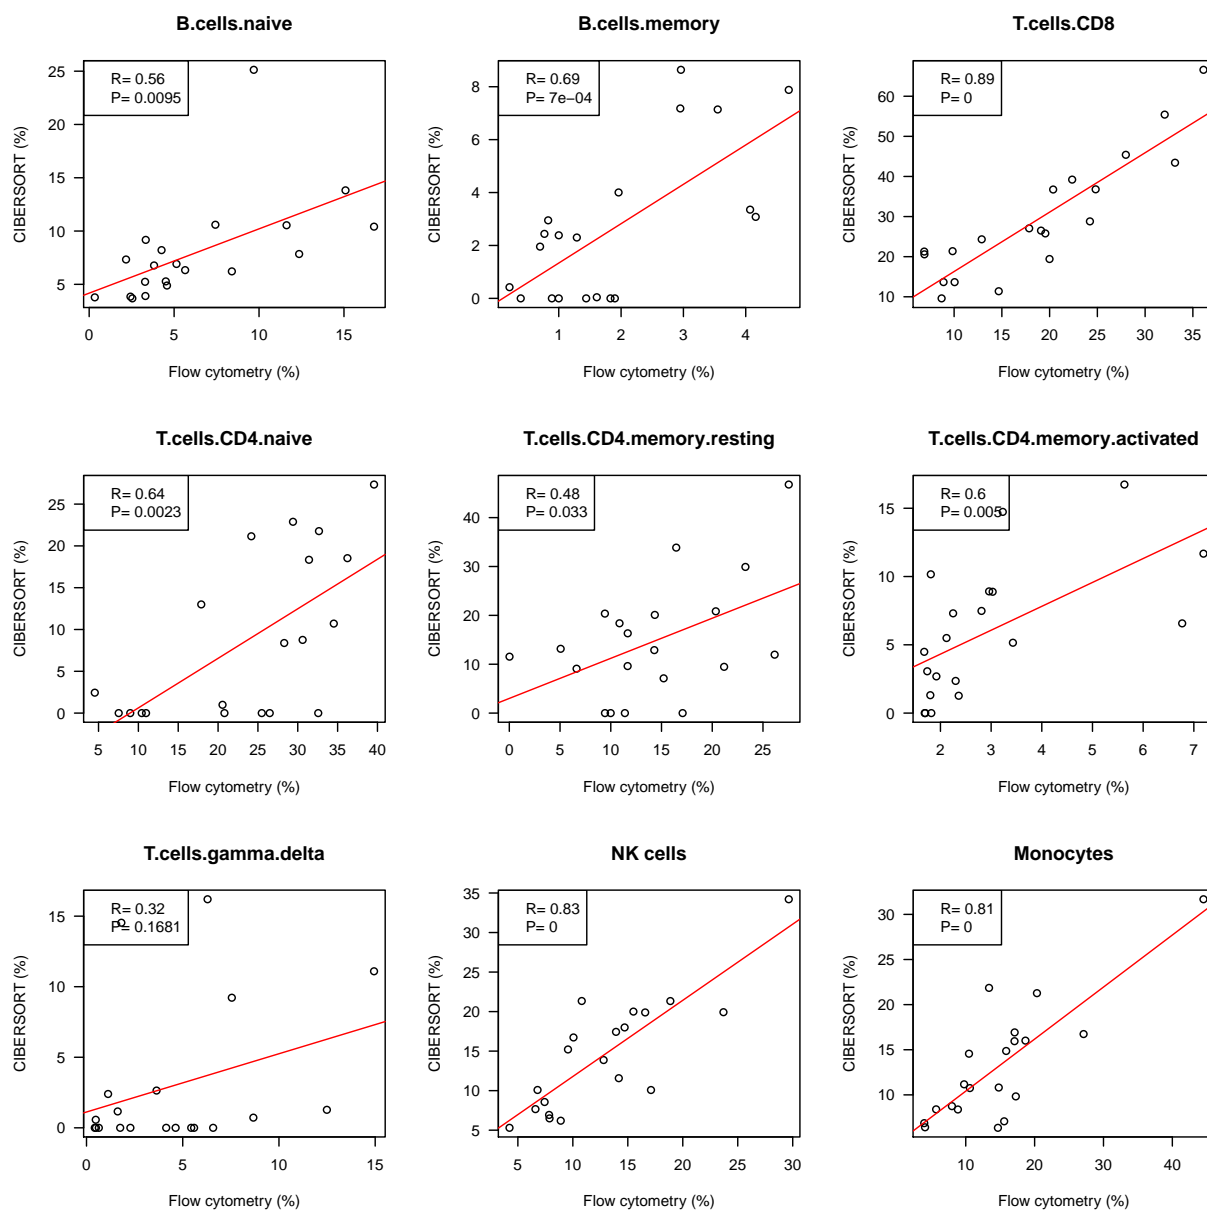 B.cells.naive
R= 0.56
P= 0.0095
25
20
15
10
5
0 5 10 15
CIBERSORT (%)
Flow cytometry (%)
B.cells.memory
R= 0.69
P= 7e−04
8
6
4
2
0
1 2 3 4
CIBERSORT (%)
Flow cytometry (%)
T.cells.CD8
R= 0.89
P= 0
60
50
40
30
20
10
10 15 20 25 30 35
CIBERSORT (%)
Flow cytometry (%)
T.cells.CD4.naive
R= 0.64
P= 0.0023
25
20
15
10
5
0
5 10 15 20 25 30 35 40
CIBERSORT (%)
Flow cytometry (%)
T.cells.CD4.memory.resting
R= 0.48
P= 0.033
40
30
20
10
0
0 5 10 15 20 25
CIBERSORT (%)
Flow cytometry (%)
T.cells.CD4.memory.activated
R= 0.6
P= 0.005
15
10
5
0
2 3 4 5 6 7
CIBERSORT (%)
Flow cytometry (%)
T.cells.gamma.delta
R= 0.32
P= 0.1681
15
10
5
0
0 5 10 15
CIBERSORT (%)
Flow cytometry (%)
NK cells
R= 0.83
P= 0
35
30
25
20
15
10
5
5 10 15 20 25 30
CIBERSORT (%)
Flow cytometry (%)
Monocytes
R= 0.81
P= 0
30
25
20
15
10
10 20 30 40
CIBERSORT (%)
Flow cytometry (%)